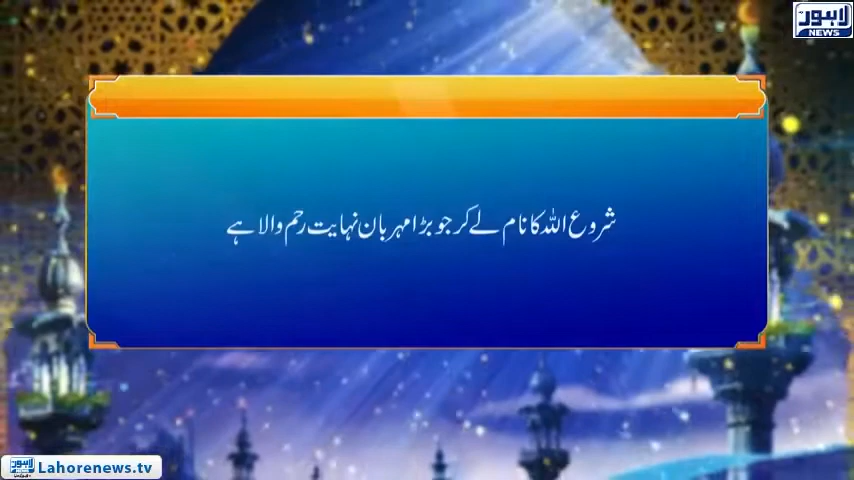 لاہور
NEWS
شروع اللہ کا نام لے کر جو بڑا مہربان نہایت رحم والا ہے
لاہور
Lahorenews.tv